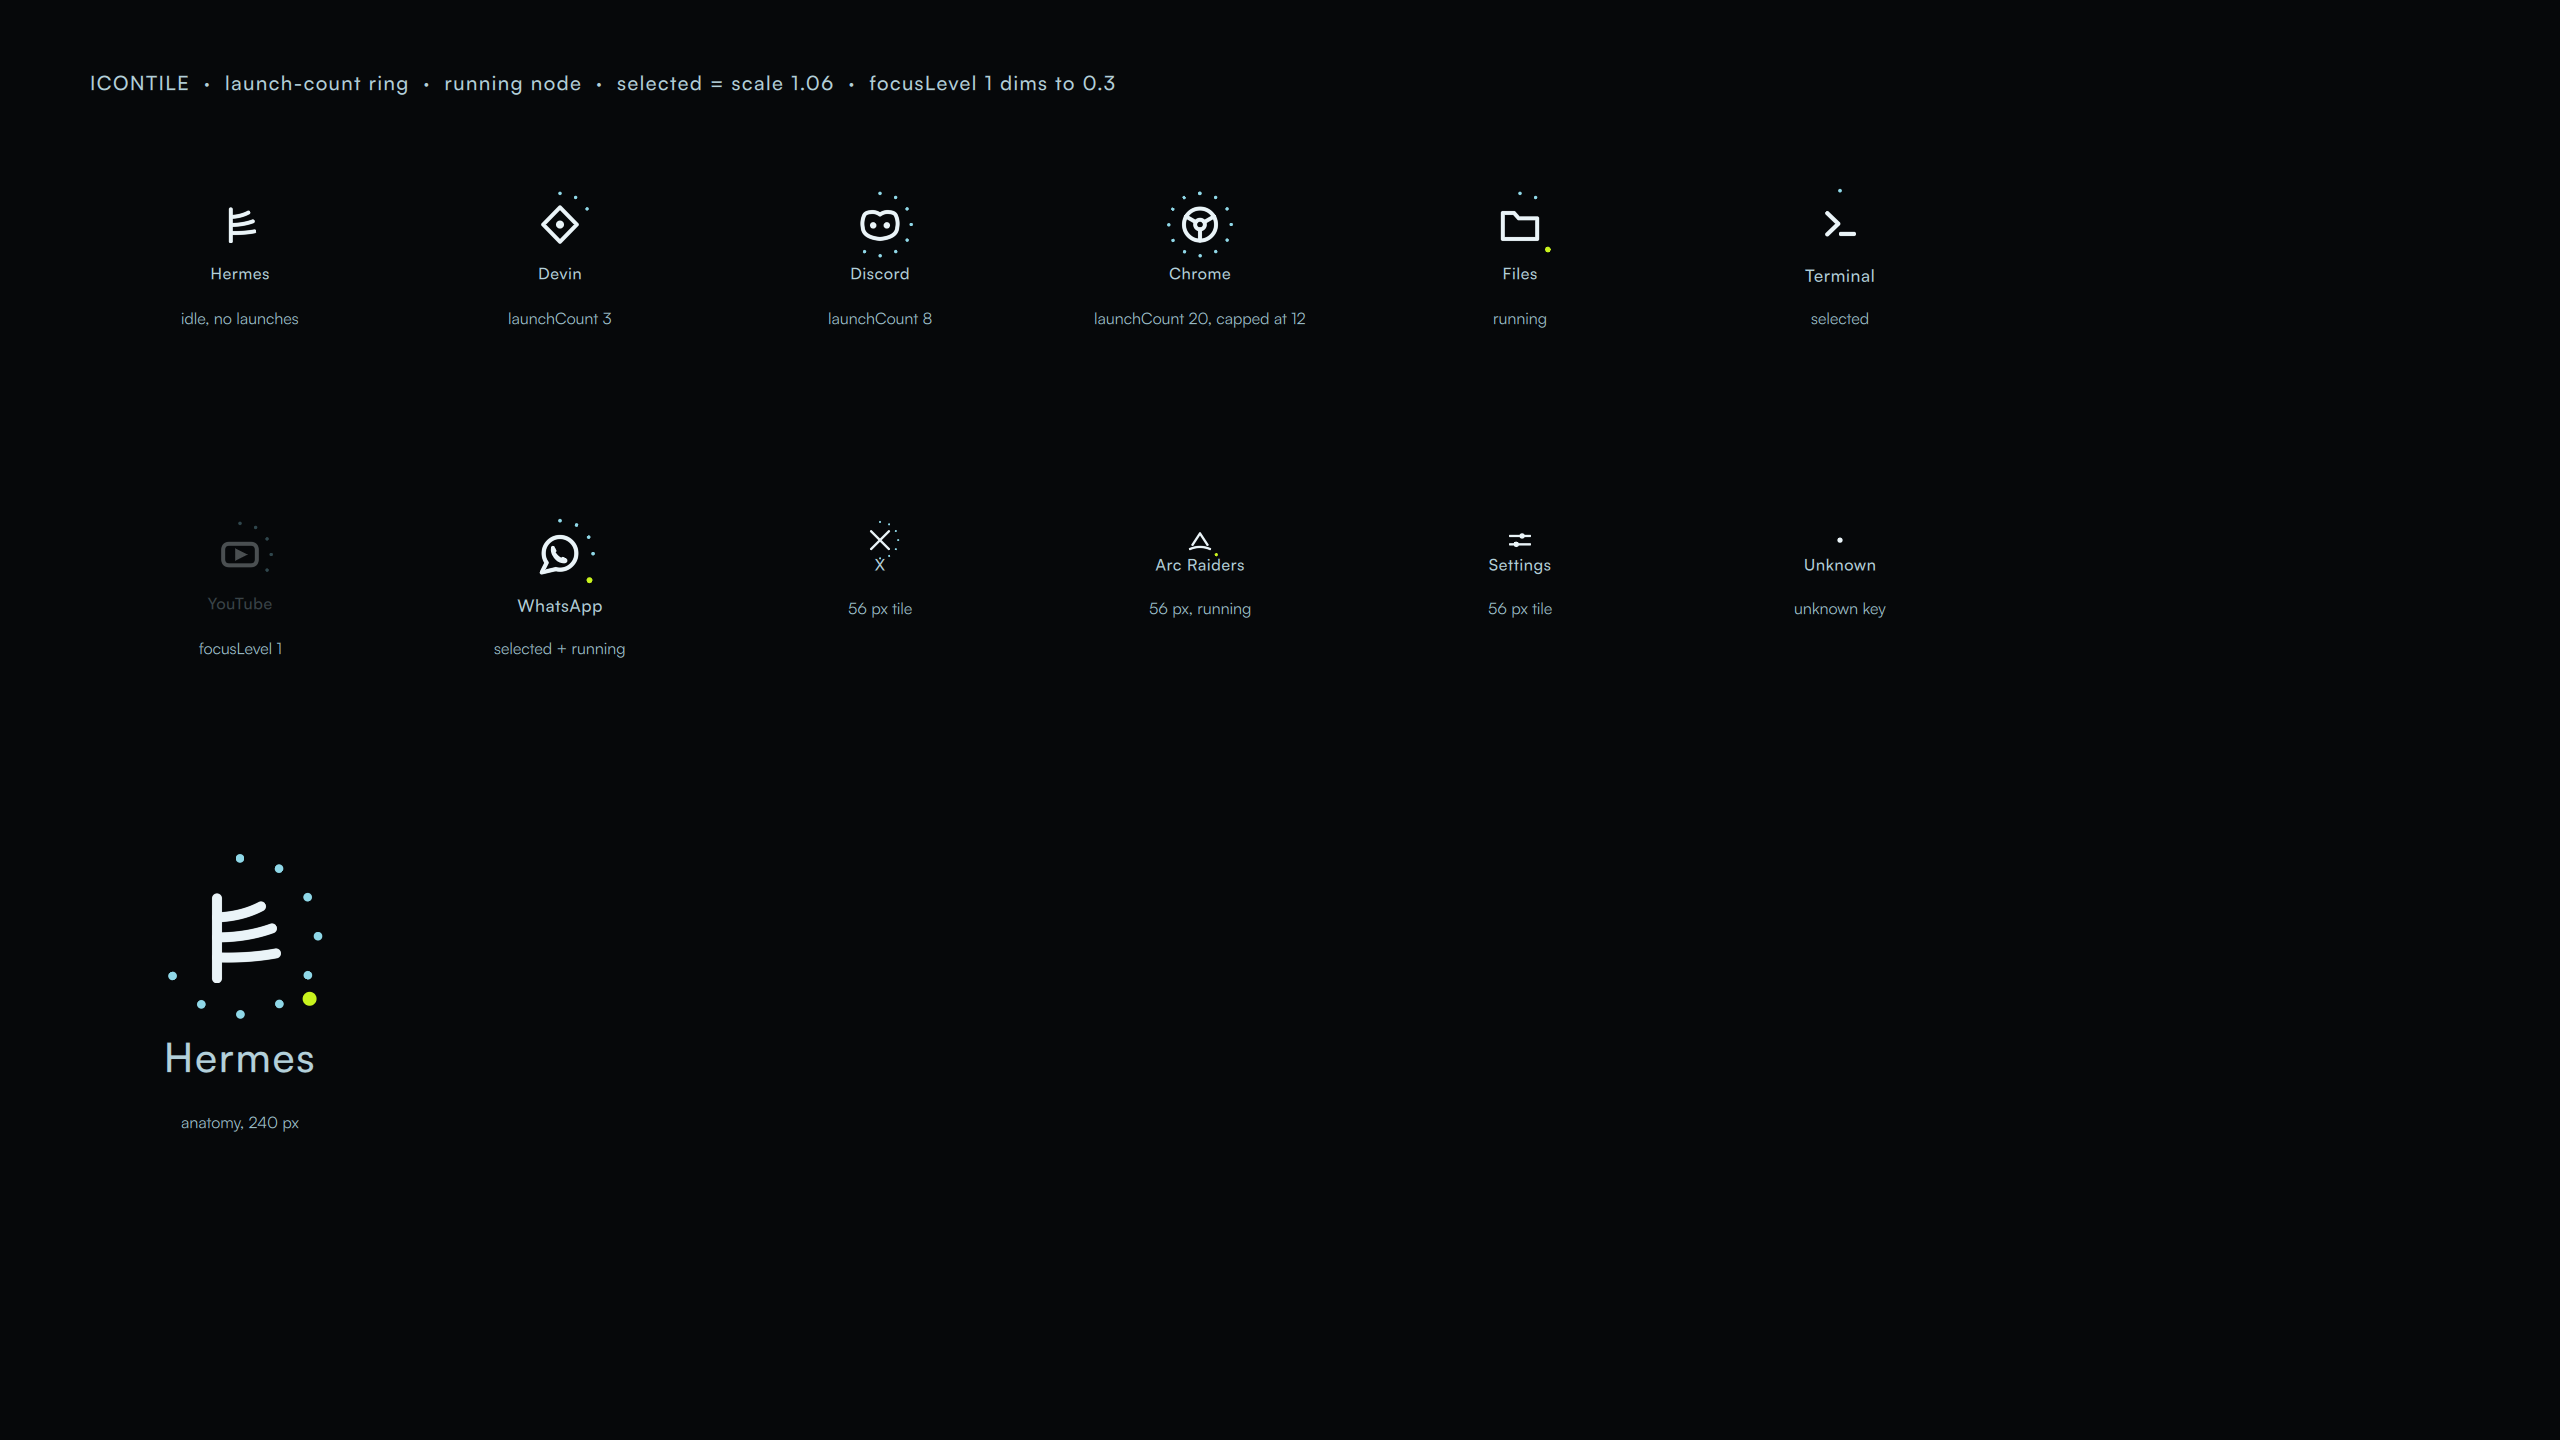 ICONTILE · launch-count ring · running node · selected = scale 1.06 · focusLevel 1 dims to 0.3
Hermes
Devin
Discord
Chrome
Files
Terminal
idle, no launches
launchCount 3
launchCount 8
launchCount 20, capped at 12
running
selected
YouTube
WhatsApp
X
Arc Raiders
Settings
Unknown
focusLevel 1
selected + running
56 px tile
56 px, running
56 px tile
unknown key
Hermes
anatomy, 240 px